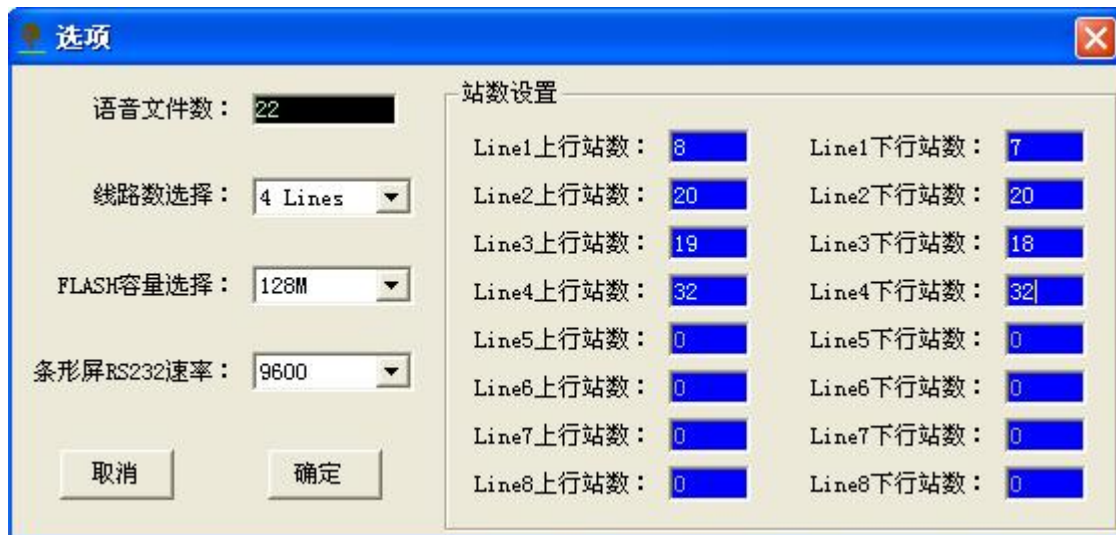 选项
语音文件数：22
线路数选择：4 Lines
FLASH容量选择：128M
条形屏RS232速率：9600
取消 确定
站数设置
Line1上行站数：8 Line1下行站数：7
Line2上行站数：20 Line2下行站数：20
Line3上行站数：19 Line3下行站数：18
Line4上行站数：32 Line4下行站数：32
Line5上行站数：0 Line5下行站数：0
Line6上行站数：0 Line6下行站数：0
Line7上行站数：0 Line7下行站数：0
Line8上行站数：0 Line8下行站数：0